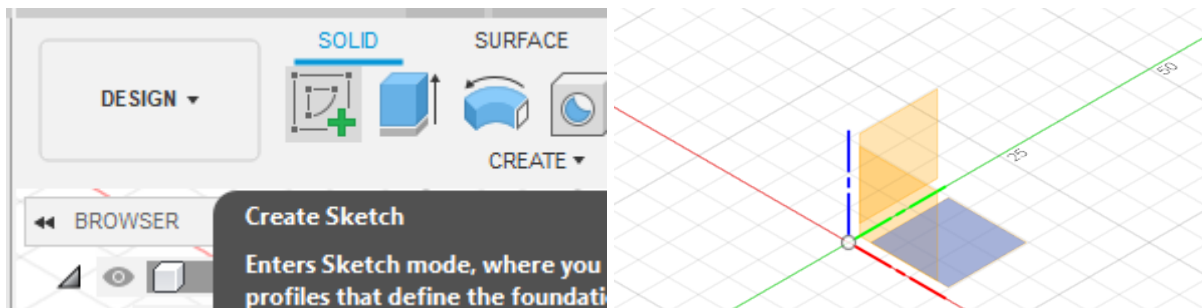 SOLID SURFACE
DESIGN ▾
CREATE ▾
BROWSER
Create Sketch
Enters Sketch mode, where you
profiles that define the foundati
50
25